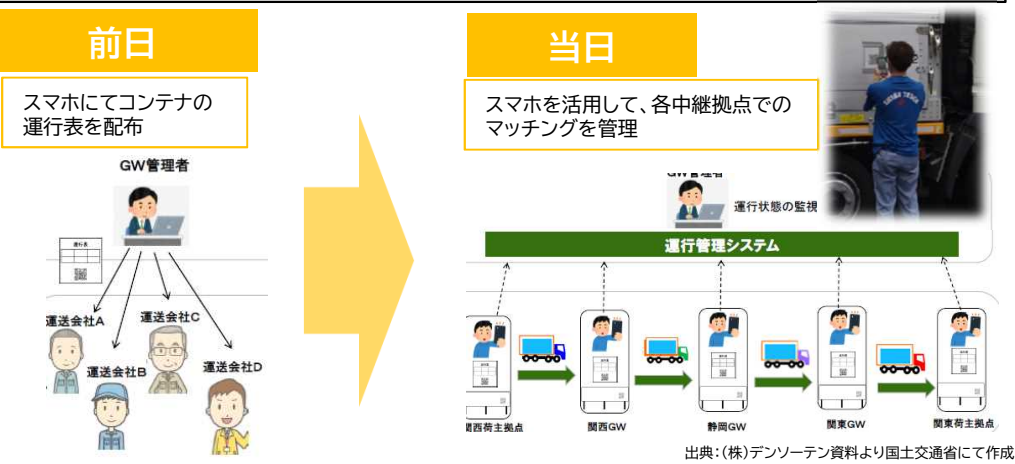 前日
スマホにてコンテナの
運行表を配布
GW管理者
運行表
運送会社A
運送会社C
運送会社B
運送会社D
当日
スマホを活用して、各中継拠点での
マッチングを管理
GW管理者
運行状態の監視
運行管理システム
関西荷主拠点
関西GW
静岡GW
関東GW
関東荷主拠点
出典：(株)デンソーテン資料より国土交通省にて作成